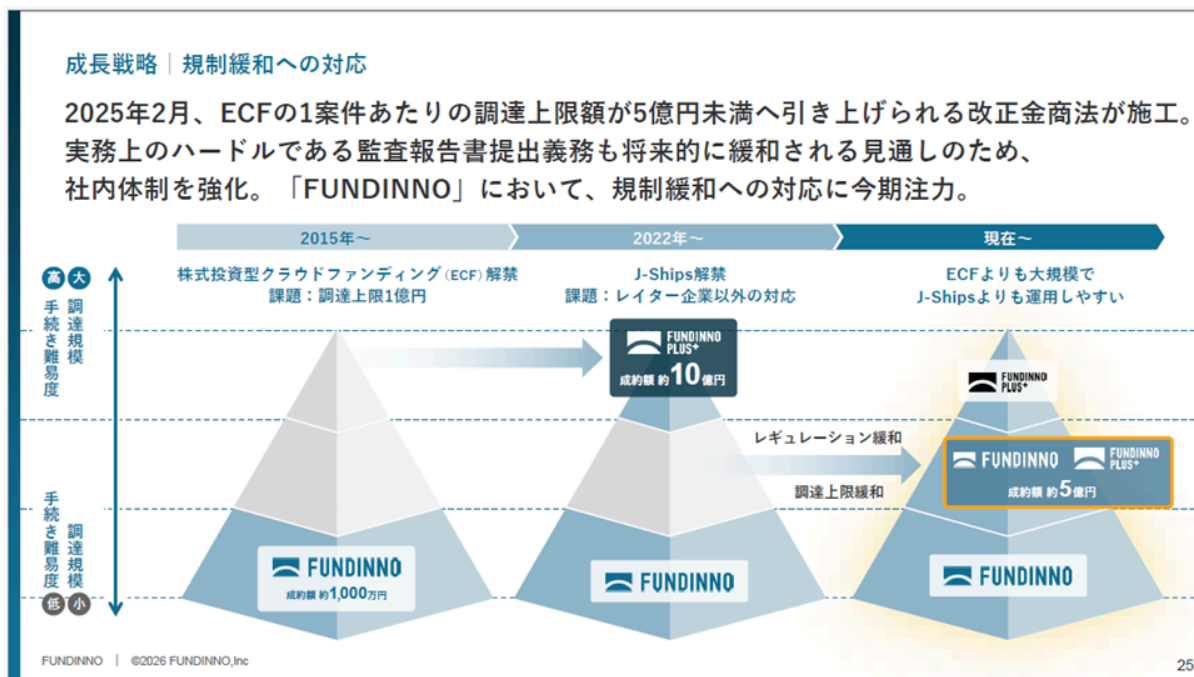 成長戦略｜規制緩和への対応
2025年2月、ECFの1案件あたりの調達上限額が5億円未満へ引き上げられる改正金商法が施工。
実務上のハードルである監査報告書提出義務も将来的に緩和される見通しのため、
社内体制を強化。「FUNDINNO」において、規制緩和への対応に今期注力。
2015年～
2022年～
現在～
高 大
調達規模
手続き難易度
株式投資型クラウドファンディング（ECF）解禁
課題：調達上限1億円
J-Ships解禁
課題：レイター企業以外の対応
ECFよりも大規模で
J-Shipsよりも運用しやすい
FUNDINNO
PLUS+
成約額 約10億円
FUNDINNO
PLUS+
レギュレーション緩和
調達上限緩和
FUNDINNO
FUNDINNO
PLUS+
成約額 約5億円
調達規模
手続き難易度
低 小
FUNDINNO
成約額 約1,000万円
FUNDINNO
FUNDINNO
FUNDINNO ｜ ©2026 FUNDINNO,Inc
25